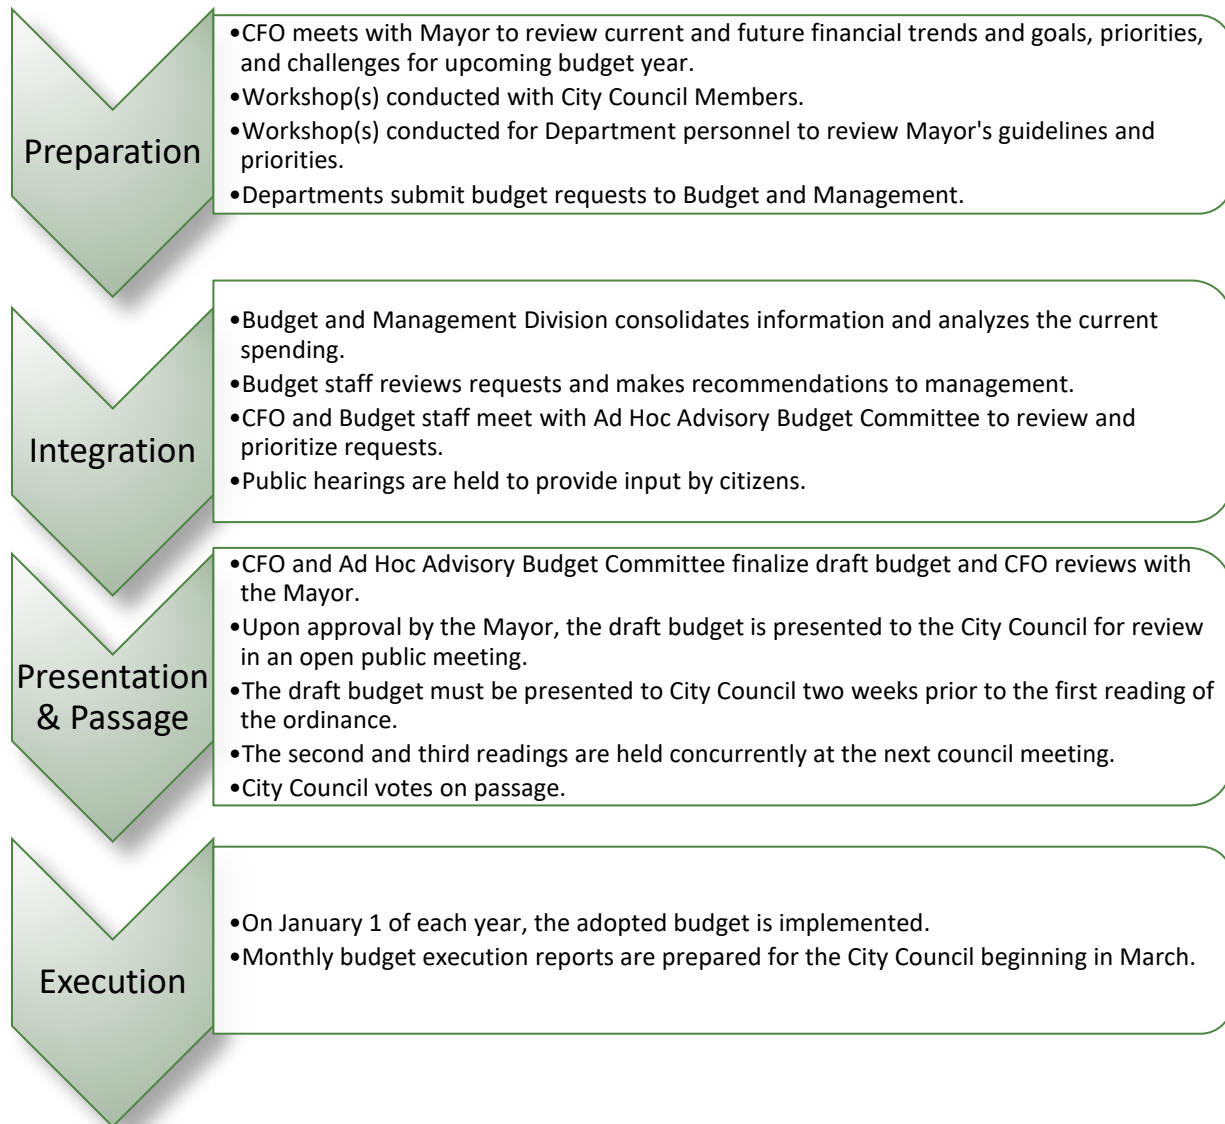 Preparation
•CFO meets with Mayor to review current and future financial trends and goals, priorities,
and challenges for upcoming budget year.
•Workshop(s) conducted with City Council Members.
•Workshop(s) conducted for Department personnel to review Mayor's guidelines and
priorities.
•Departments submit budget requests to Budget and Management.
Integration
•Budget and Management Division consolidates information and analyzes the current
spending.
•Budget staff reviews requests and makes recommendations to management.
•CFO and Budget staff meet with Ad Hoc Advisory Budget Committee to review and
prioritize requests.
•Public hearings are held to provide input by citizens.
Presentation
& Passage
•CFO and Ad Hoc Advisory Budget Committee finalize draft budget and CFO reviews with
the Mayor.
•Upon approval by the Mayor, the draft budget is presented to the City Council for review
in an open public meeting.
•The draft budget must be presented to City Council two weeks prior to the first reading of
the ordinance.
•The second and third readings are held concurrently at the next council meeting.
•City Council votes on passage.
Execution
•On January 1 of each year, the adopted budget is implemented.
•Monthly budget execution reports are prepared for the City Council beginning in March.